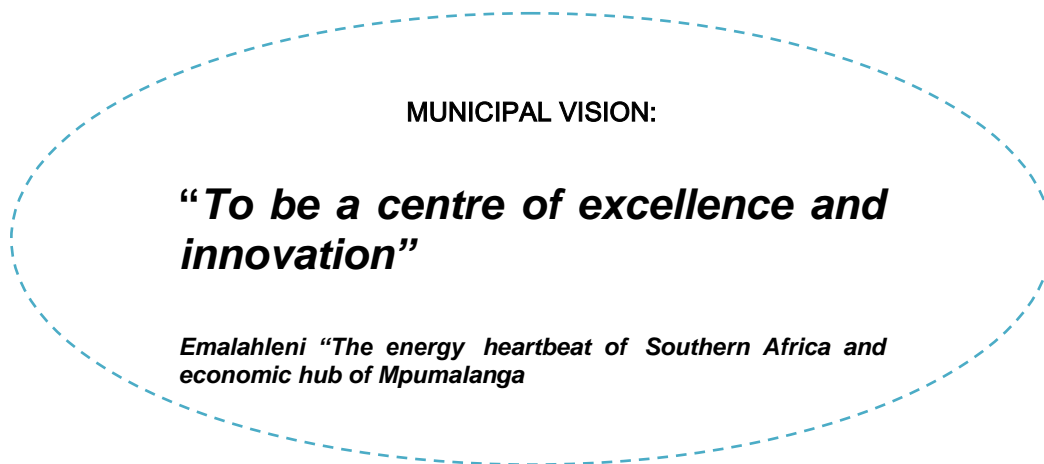 MUNICIPAL VISION:
“To be a centre of excellence and
innovation”
Emalahleni “The energy heartbeat of Southern Africa and
economic hub of Mpumalanga